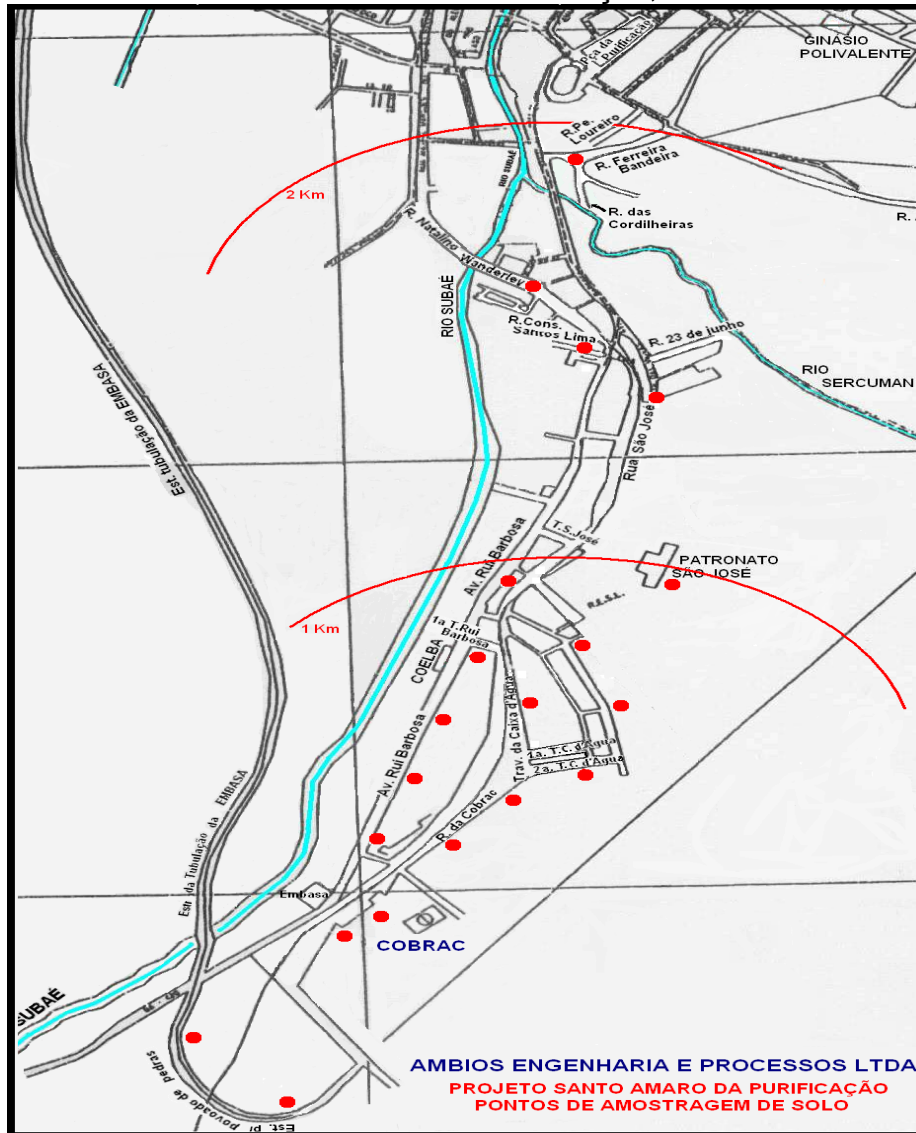 GINÁSIO
POLIVALENTE
Pça da
Purificação
R.Pe.
Loureiro
R. Ferreira
Bandeira
RIO SUBAÉ
2 Km
R. das
Cordilheiras
R. Natalino Wanderley
RIO SUBAÉ
R.Cons.
Santos Lima
R. 23 de junho
RIO
SERCUMAN
Est. tubulação da EMBASA
Rua São José
Av. Rui Barbosa
T.S.José
PATRONATO
SÃO JOSÉ
1 Km
1a T.Rui
Barbosa
COELBA
Trav. da Caixa d'Agua
Av. Rui Barbosa
1a. T.C. d'Agua
2a. T.C. d'Agua
R. da Cobrac
Estr da Tubulação da EMBASA
Embasa
COBRAC
SUBAÉ
Est. p/ povoado de pedras
AMBIOS ENGENHARIA E PROCESSOS LTDA
PROJETO SANTO AMARO DA PURIFICAÇÃO
PONTOS DE AMOSTRAGEM DE SOLO